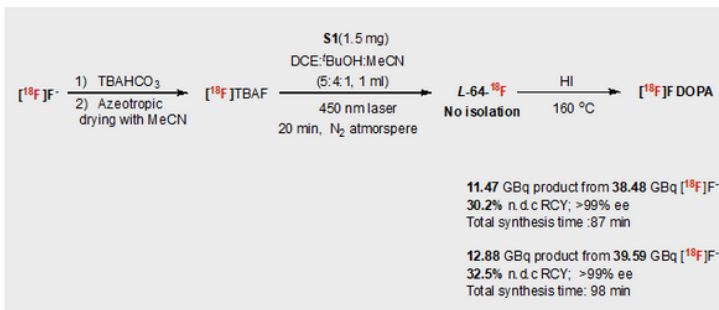 [¹⁸F]F⁻
1) TBAHCO₃
2) Azeotropic
drying with MeCN
[¹⁸F]TBAF
S1(1.5 mg)
DCE:ᵗBuOH:MeCN
(5:4:1, 1 ml)
450 nm laser
20 min, N₂ atmorspere
L-64-¹⁸F
No isolation
HI
160 °C
[¹⁸F]FDOPA
11.47 GBq product from 38.48 GBq [¹⁸F]F⁻
30.2% n.d.c RCY; >99% ee
Total synthesis time :87 min
12.88 GBq product from 39.59 GBq [¹⁸F]F⁻
32.5% n.d.c RCY; >99% ee
Total synthesis time: 98 min